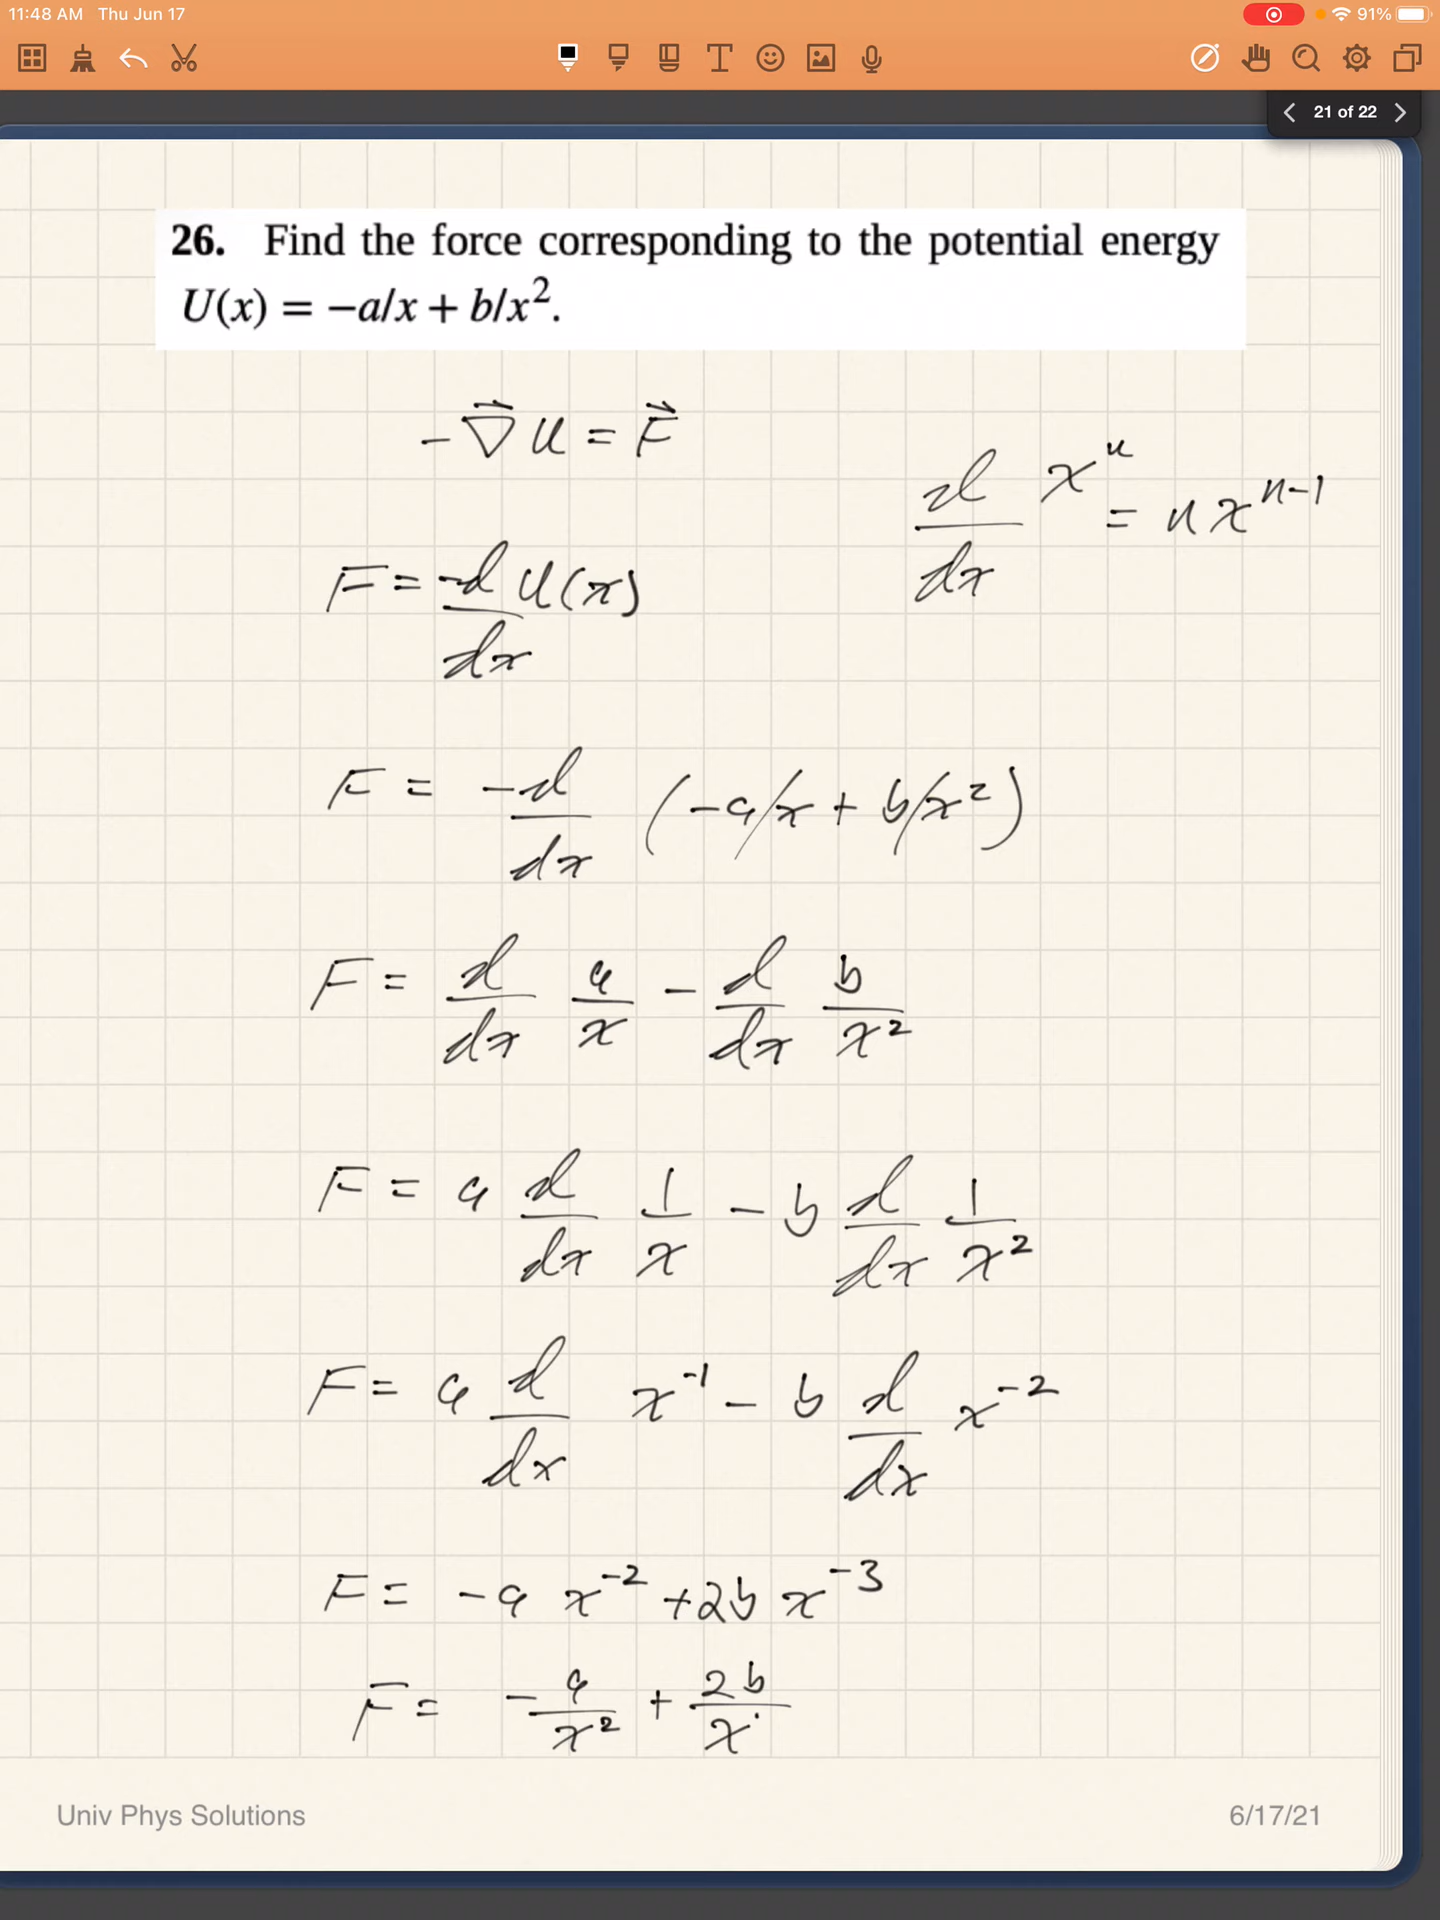 11:48 AM Thu Jun 17 91%
21 of 22
26. Find the force corresponding to the potential energy
U(x) = −a/x + b/x².
-∇⃗ U = F⃗
d/dx xⁿ = n xⁿ⁻¹
F = -d/dx U(x)
F = -d/dx (-a/x + b/x²)
F = d/dx a/x - d/dx b/x²
F = a d/dx 1/x - b d/dx 1/x²
F = a d/dx x⁻¹ - b d/dx x⁻²
F = -a x⁻² + 2b x⁻³
F = -a/x² + 2b/x
Univ Phys Solutions 6/17/21